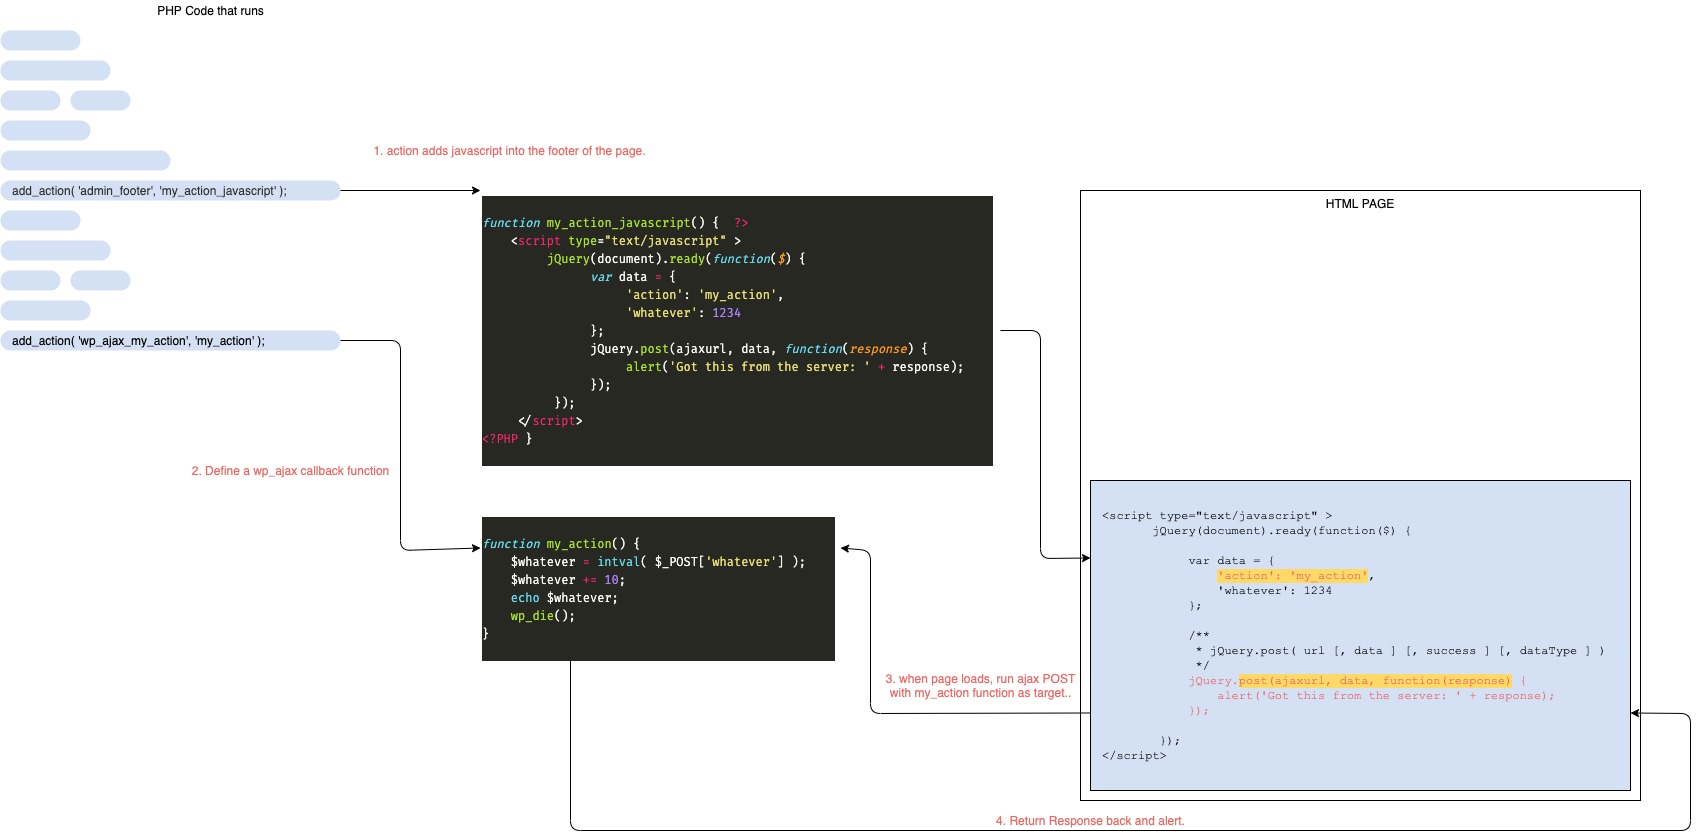 PHP Code that runs
1. action adds javascript into the footer of the page.
add_action( 'admin_footer', 'my_action_javascript' );
add_action( 'wp_ajax_my_action', 'my_action' );
function my_action_javascript() {  ?>
<script type="text/javascript" >
jQuery(document).ready(function($) {
var data = {
'action': 'my_action',
'whatever': 1234
};
jQuery.post(ajaxurl, data, function(response) {
alert('Got this from the server: ' + response);
});
});
</script>
<?PHP }
2. Define a wp_ajax callback function
function my_action() {
$whatever = intval( $_POST['whatever'] );
$whatever += 10;
echo $whatever;
wp_die();
}
3. when page loads, run ajax POST
with my_action function as target..
HTML PAGE
<script type="text/javascript" >
jQuery(document).ready(function($) {
var data = {
'action': 'my_action',
'whatever': 1234
};
/**
* jQuery.post( url [, data ] [, success ] [, dataType ] )
*/
jQuery.post(ajaxurl, data, function(response) {
alert('Got this from the server: ' + response);
});
});
</script>
4. Return Response back and alert.